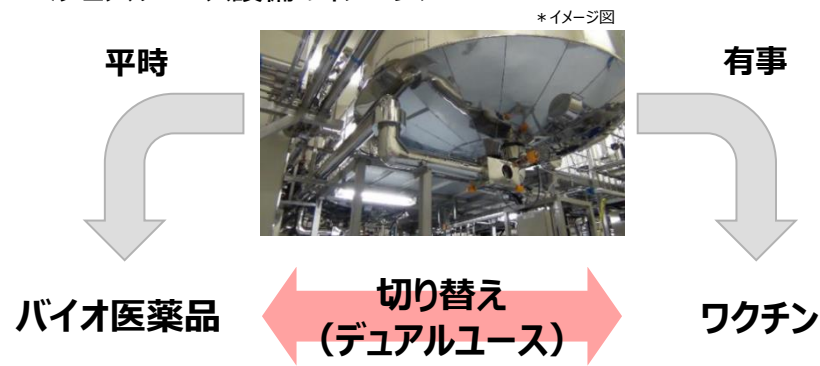 *イメージ図
平時
有事
バイオ医薬品
切り替え
(デュアルユース)
ワクチン